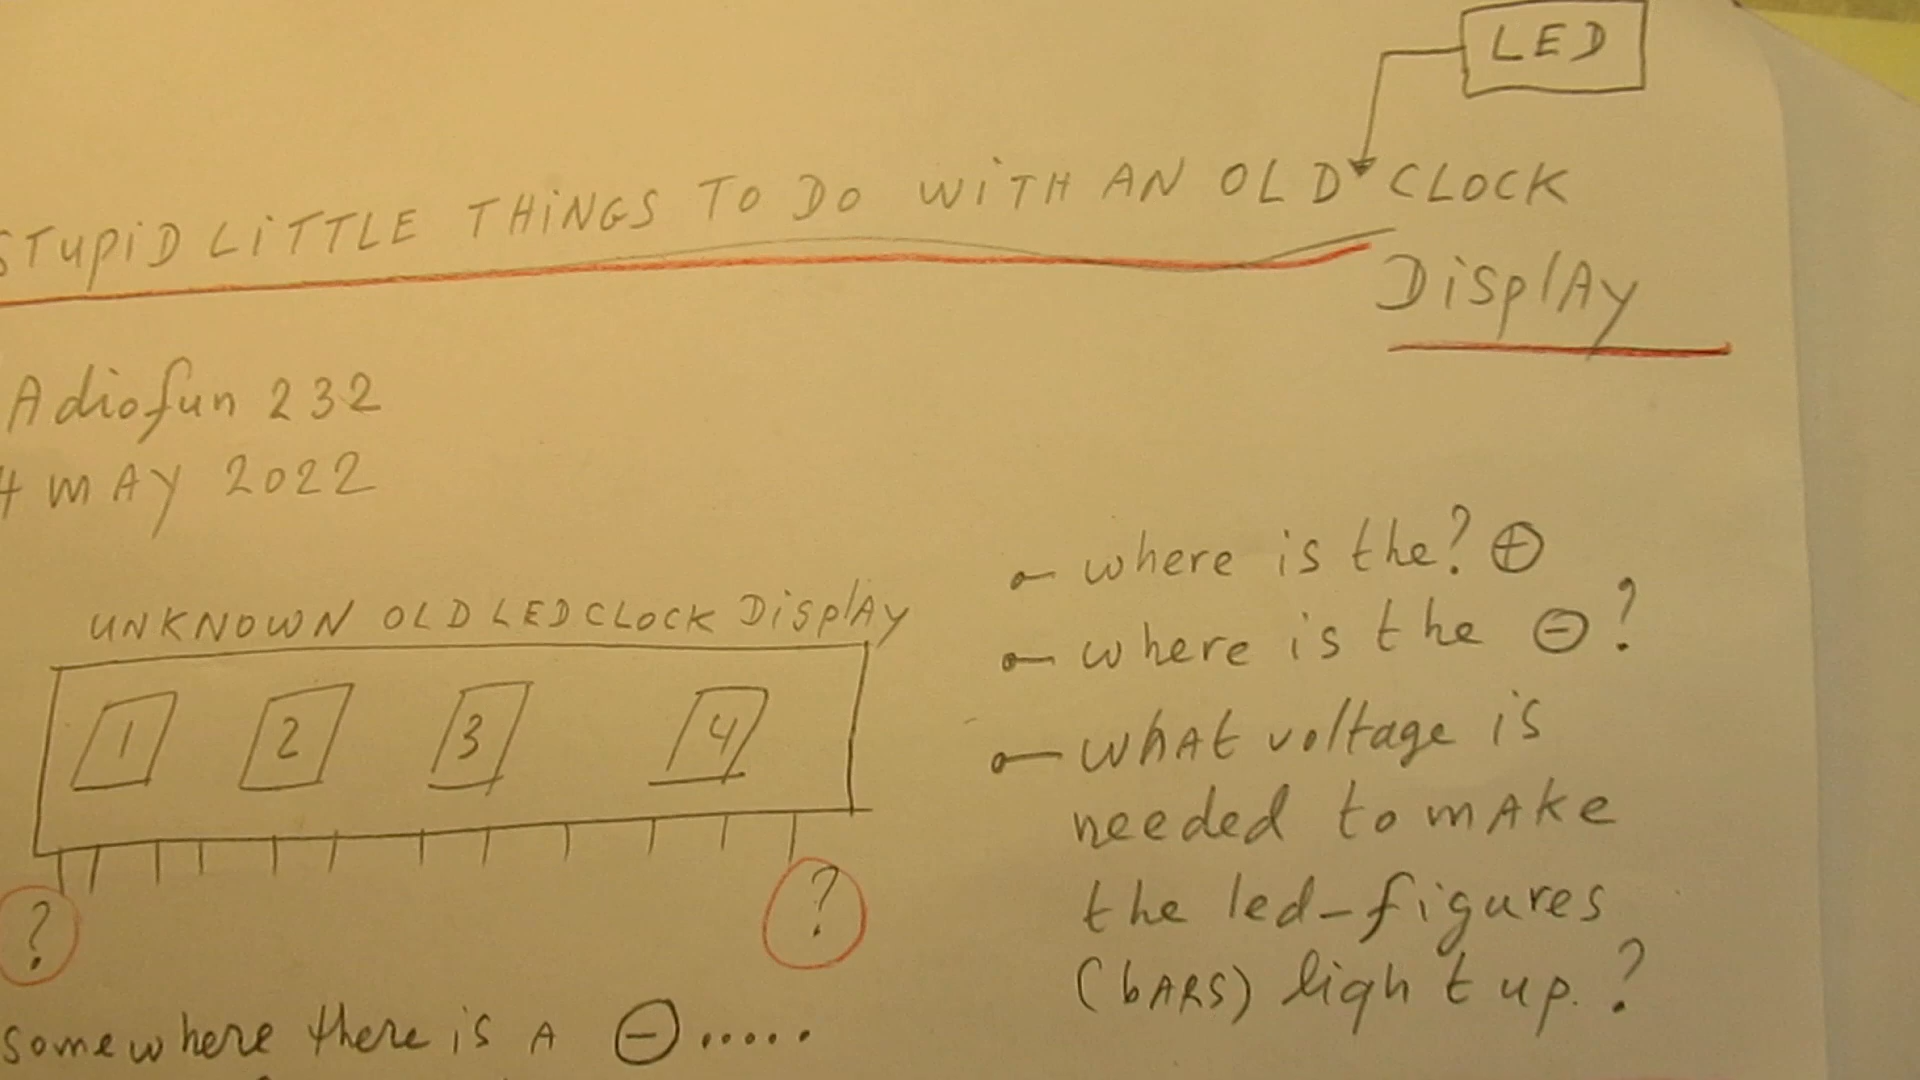 LED
STUPID LITTLE THINGS TO DO WITH AN OLD CLOCK
DISPLAY
Adiofun 232
4 MAY 2022
UNKNOWN OLD LED CLOCK DISPLAY
1 2 3 4
? ?
where is the? +
where is the - ?
what voltage is
needed to make
the led-figures
(bARS) light up. ?
somewhere there is A - .....